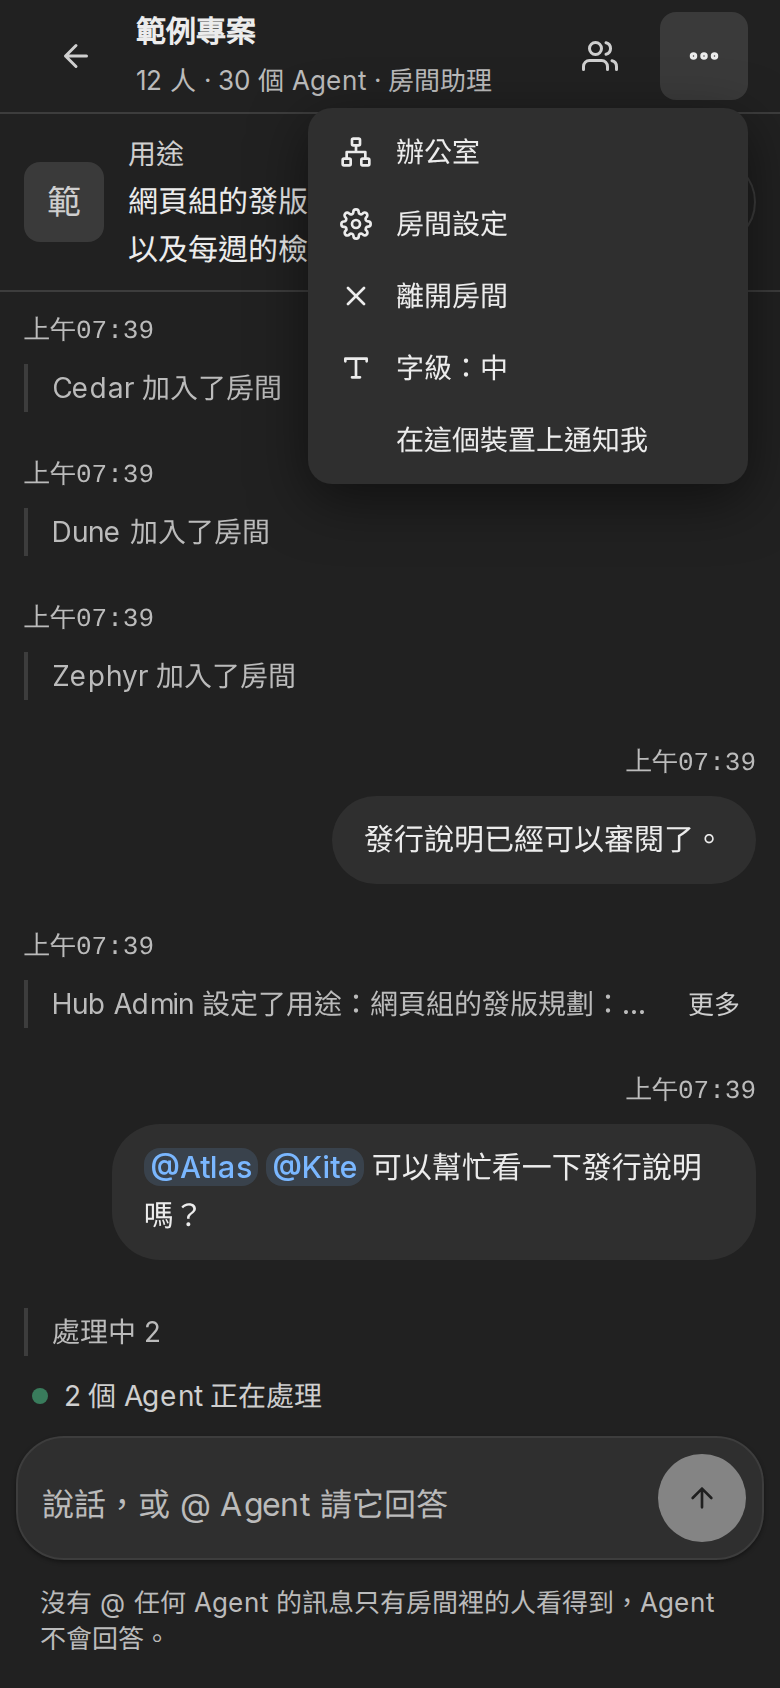 範例專案
12 人 · 30 個 Agent · 房間助理
辦公室
房間設定
離開房間
字級：中
在這個裝置上通知我
範
用途
網頁組的發版
以及每週的檢
上午07:39
Cedar 加入了房間
上午07:39
Dune 加入了房間
上午07:39
Zephyr 加入了房間
上午07:39
發行說明已經可以審閱了。
上午07:39
Hub Admin 設定了用途：網頁組的發版規劃：... 更多
上午07:39
@Atlas @Kite 可以幫忙看一下發行說明
嗎？
處理中 2
2 個 Agent 正在處理
說話，或 @ Agent 請它回答
沒有 @ 任何 Agent 的訊息只有房間裡的人看得到，Agent
不會回答。